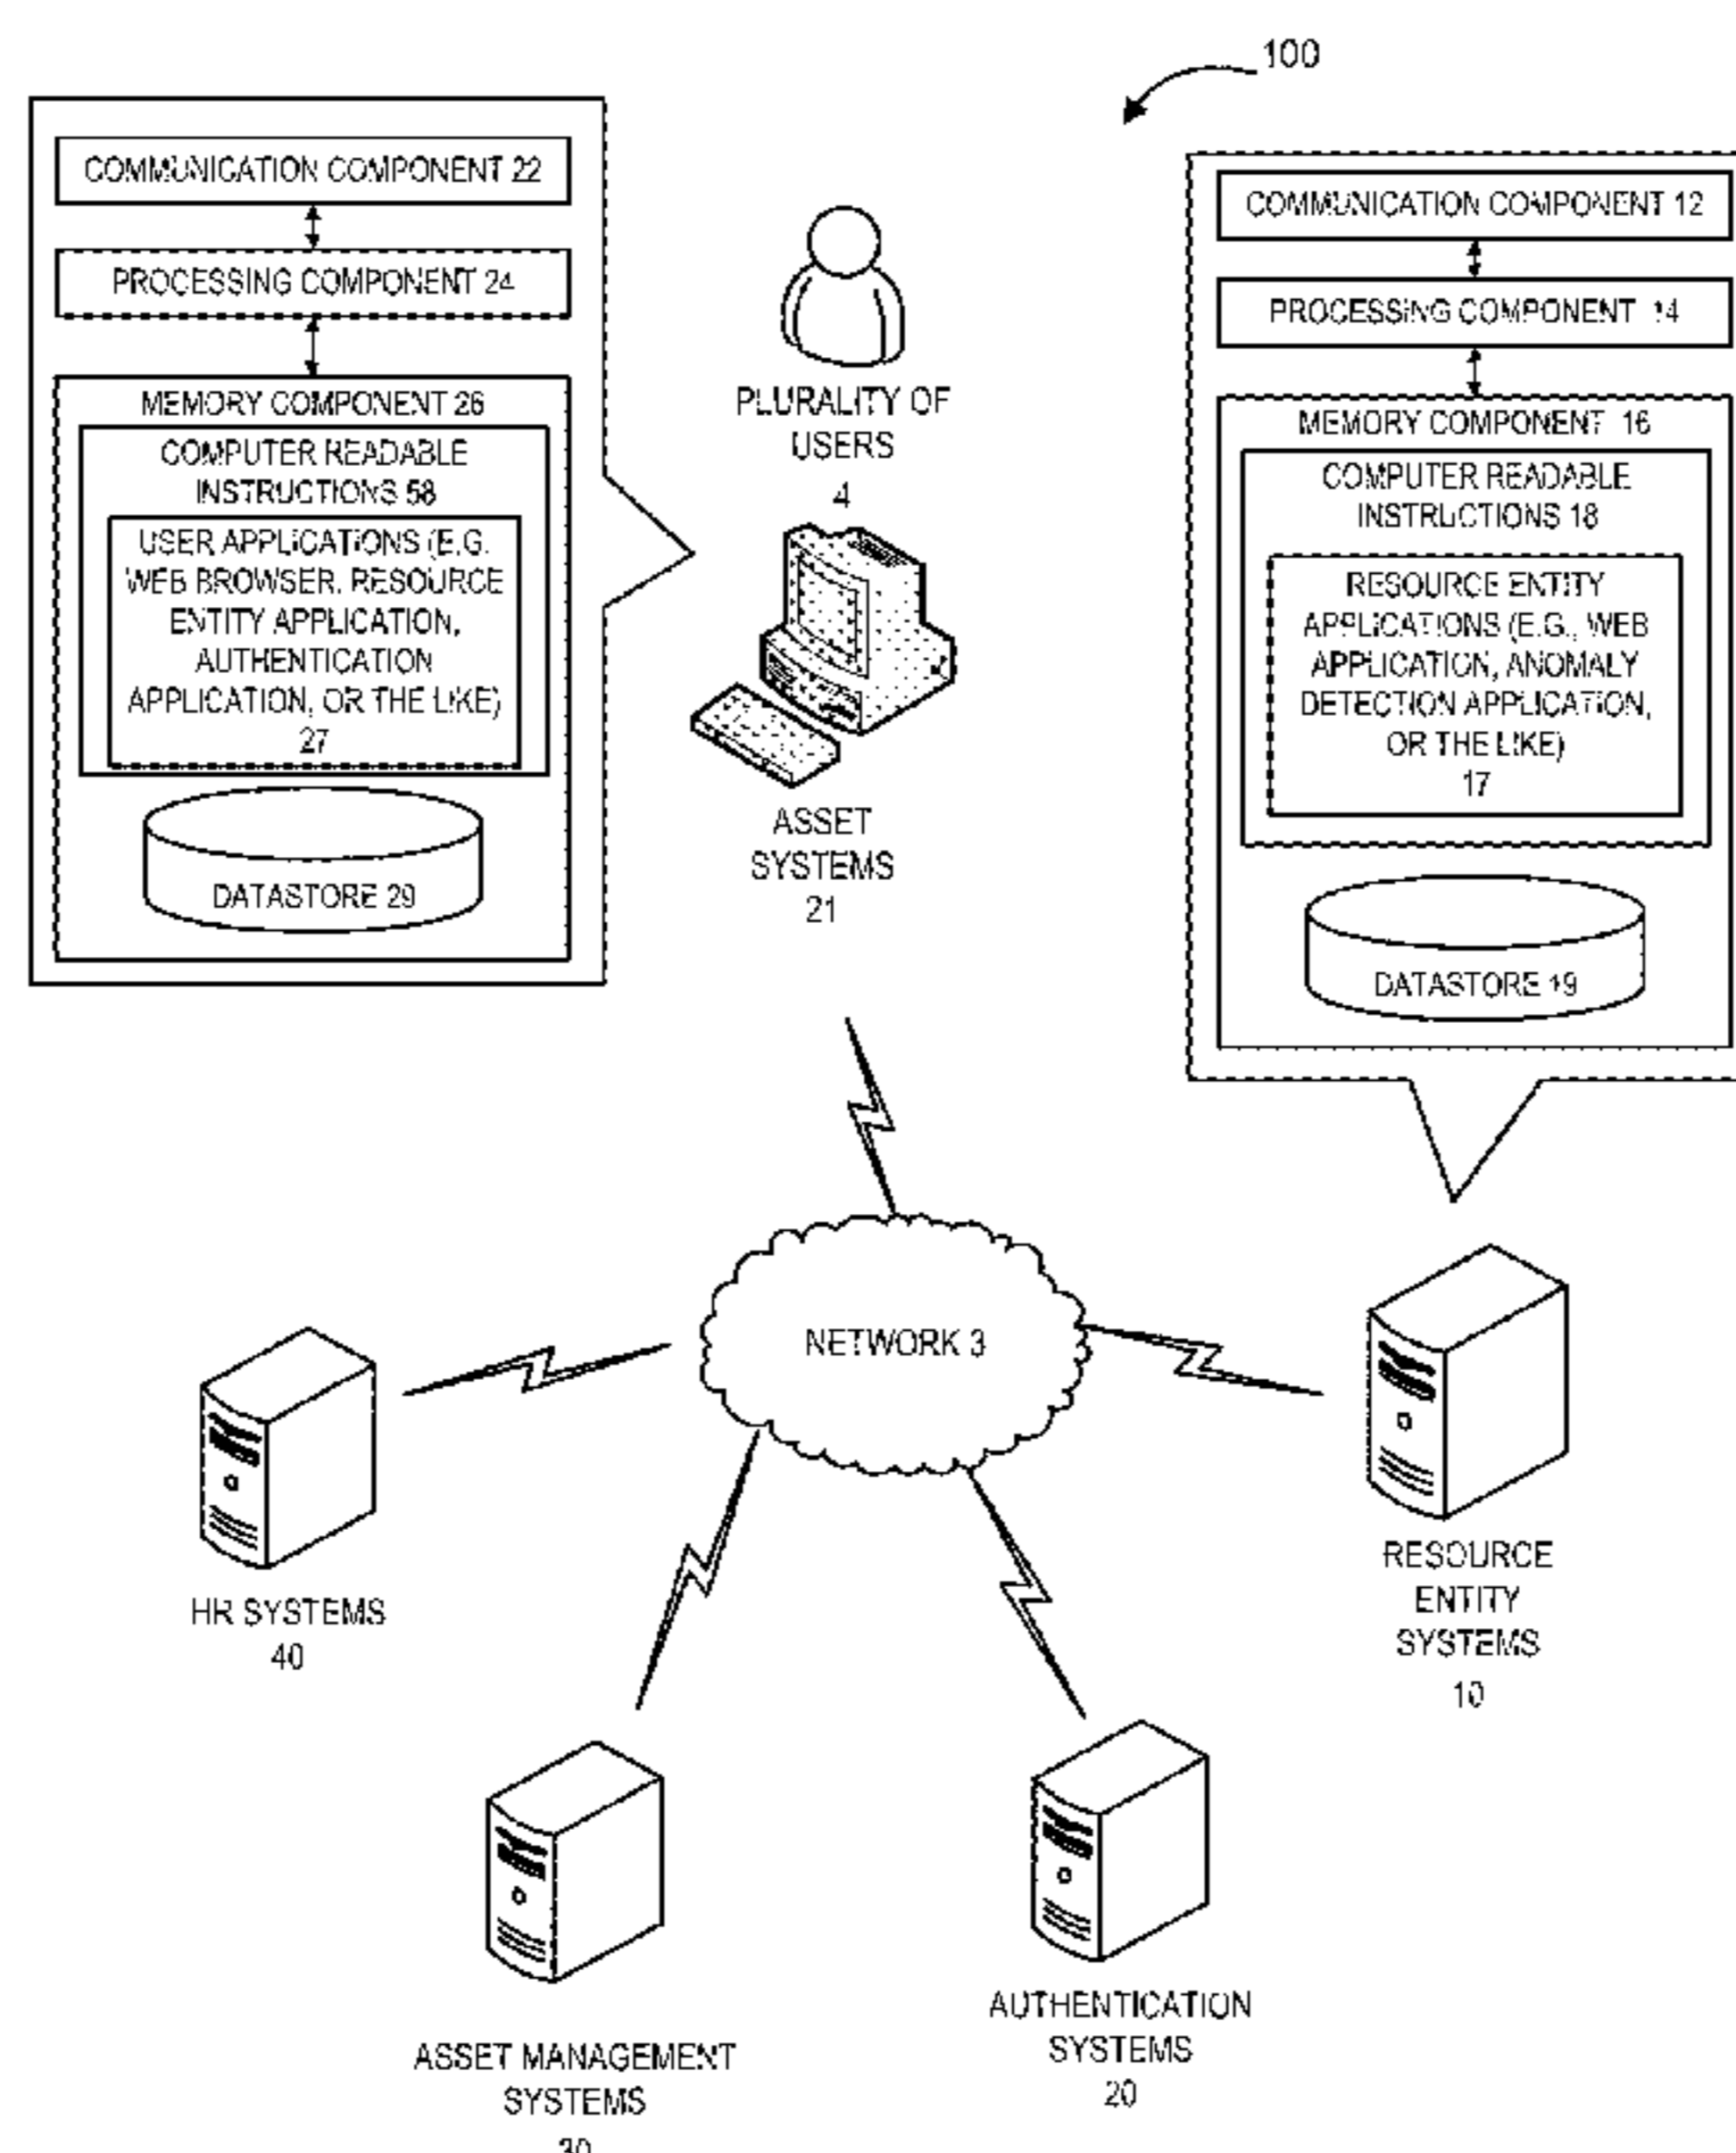 100
COMMUNICATION COMPONENT 22
PROCESSING COMPONENT 24
MEMORY COMPONENT 26
COMPUTER READABLE
INSTRUCTIONS 58
USER APPLICATIONS (E.G.
WEB BROWSER, RESOURCE
ENTITY APPLICATION,
AUTHENTICATION
APPLICATION, OR THE LIKE)
27
DATASTORE 29
PLURALITY OF
USERS
4
ASSET
SYSTEMS
21
COMMUNICATION COMPONENT 12
PROCESSING COMPONENT 14
MEMORY COMPONENT 16
COMPUTER READABLE
INSTRUCTIONS 18
RESOURCE ENTITY
APPLICATIONS (E.G., WEB
APPLICATION, ANOMALY
DETECTION APPLICATION,
OR THE LIKE)
17
DATASTORE 19
NETWORK 3
HR SYSTEMS
40
RESOURCE
ENTITY
SYSTEMS
10
ASSET MANAGEMENT
SYSTEMS
30
AUTHENTICATION
SYSTEMS
20